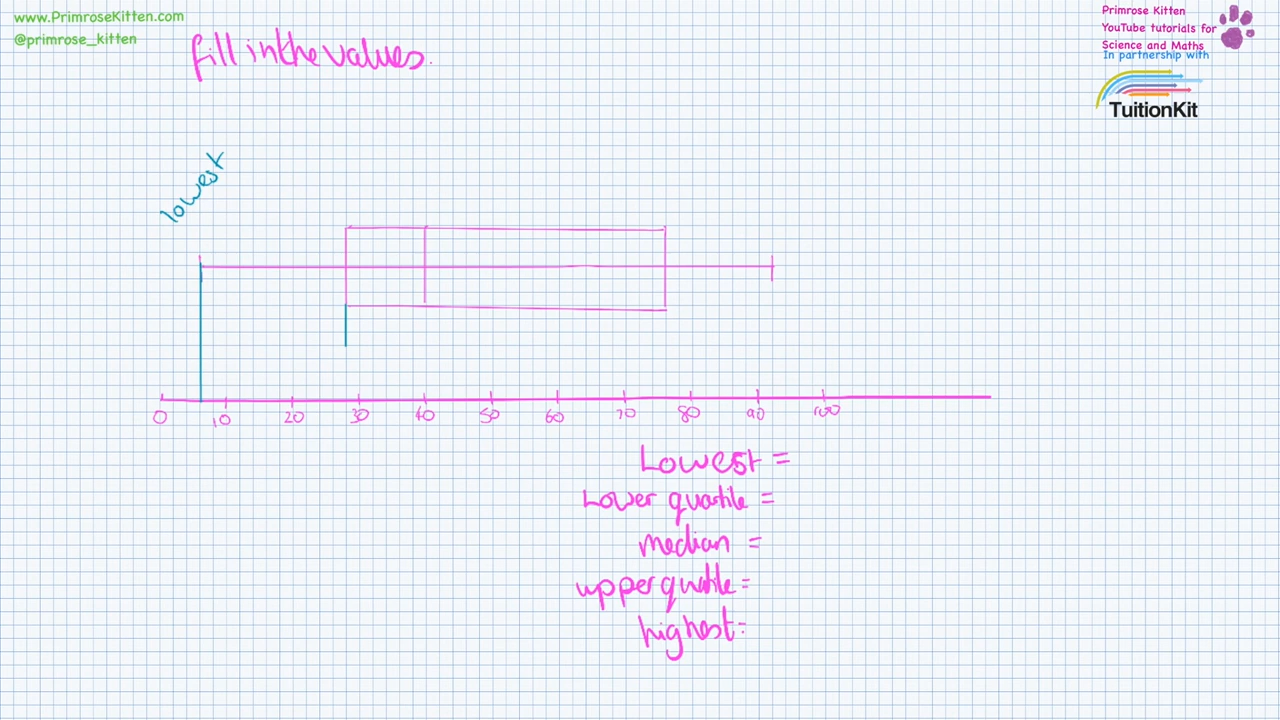 www.PrimroseKitten.com
@primrose_kitten
fill in the values.
Primrose Kitten
YouTube tutorials for
Science and Maths
In partnership with
TuitionKit
lowest
0 10 20 30 40 50 60 70 80 90 100
Lowest =
Lower quartile =
median =
upper quatile =
highest =